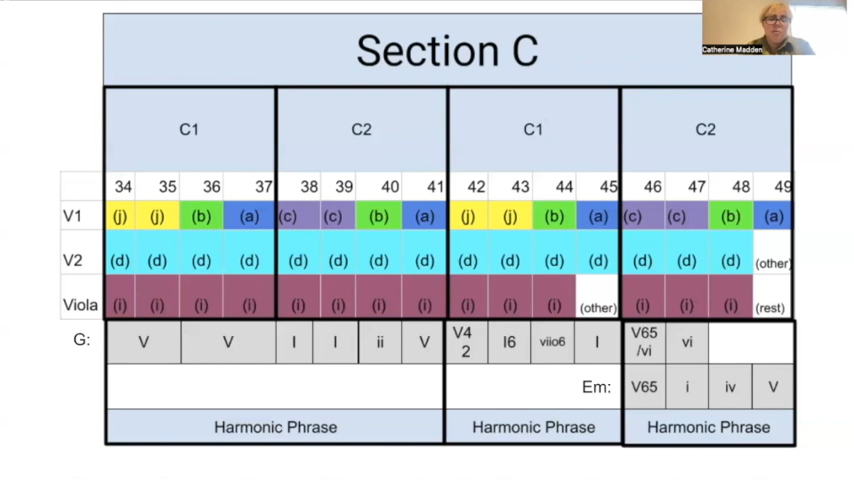 Catherine Madden
Section C
C1 C2 C1 C2
34 35 36 37 38 39 40 41 42 43 44 45 46 47 48 49
V1 (j) (j) (b) (a) (c) (c) (b) (a) (j) (j) (b) (a) (c) (c) (b) (a)
V2 (d) (d) (d) (d) (d) (d) (d) (d) (d) (d) (d) (d) (d) (d) (d) (other)
Viola (i) (i) (i) (i) (i) (i) (i) (i) (i) (i) (i) (other) (i) (i) (i) (rest)
G: V V I I ii V V4 I6 viio6 I V65 vi
2 /vi
Em: V65 i iv V
Harmonic Phrase Harmonic Phrase Harmonic Phrase